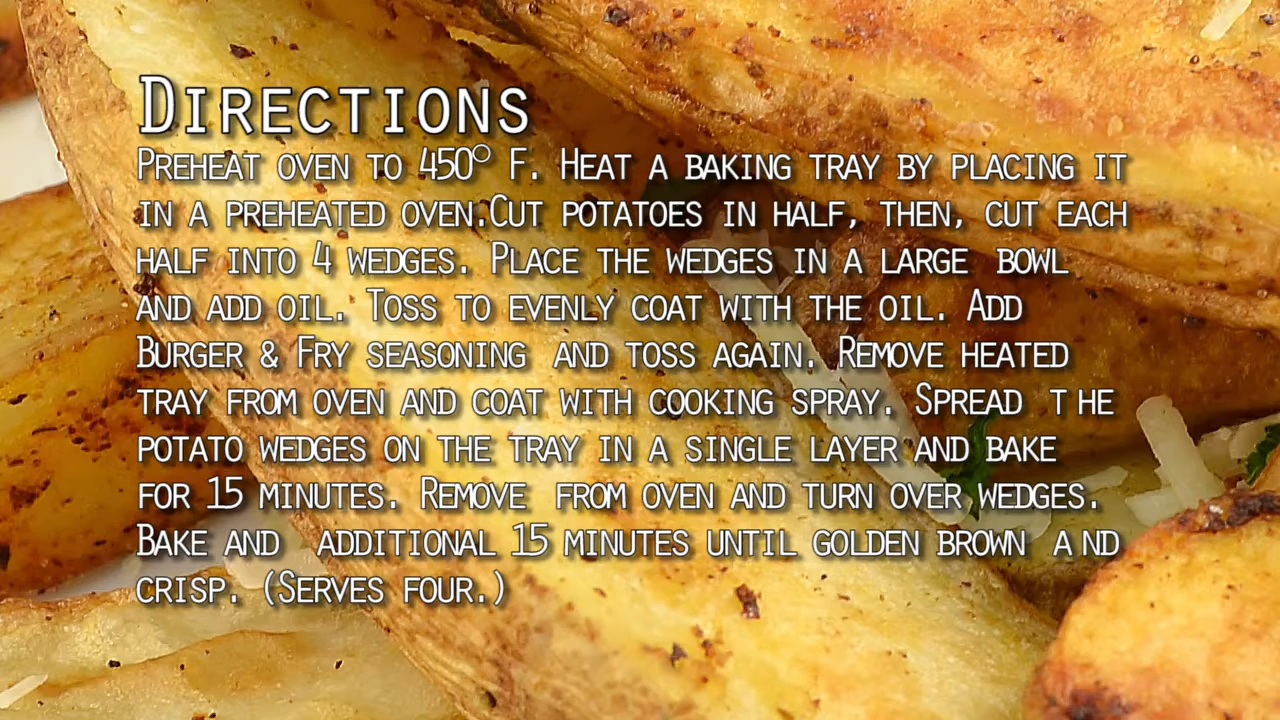 Directions
Preheat oven to 450° F. Heat a baking tray by placing it
in a preheated oven.Cut potatoes in half, then, cut each
half into 4 wedges. Place the wedges in a large bowl
and add oil. Toss to evenly coat with the oil. Add
Burger & Fry seasoning and toss again. Remove heated
tray from oven and coat with cooking spray. Spread t he
potato wedges on the tray in a single layer and bake
for 15 minutes. Remove from oven and turn over wedges.
Bake and additional 15 minutes until golden brown a nd
crisp. (Serves four.)